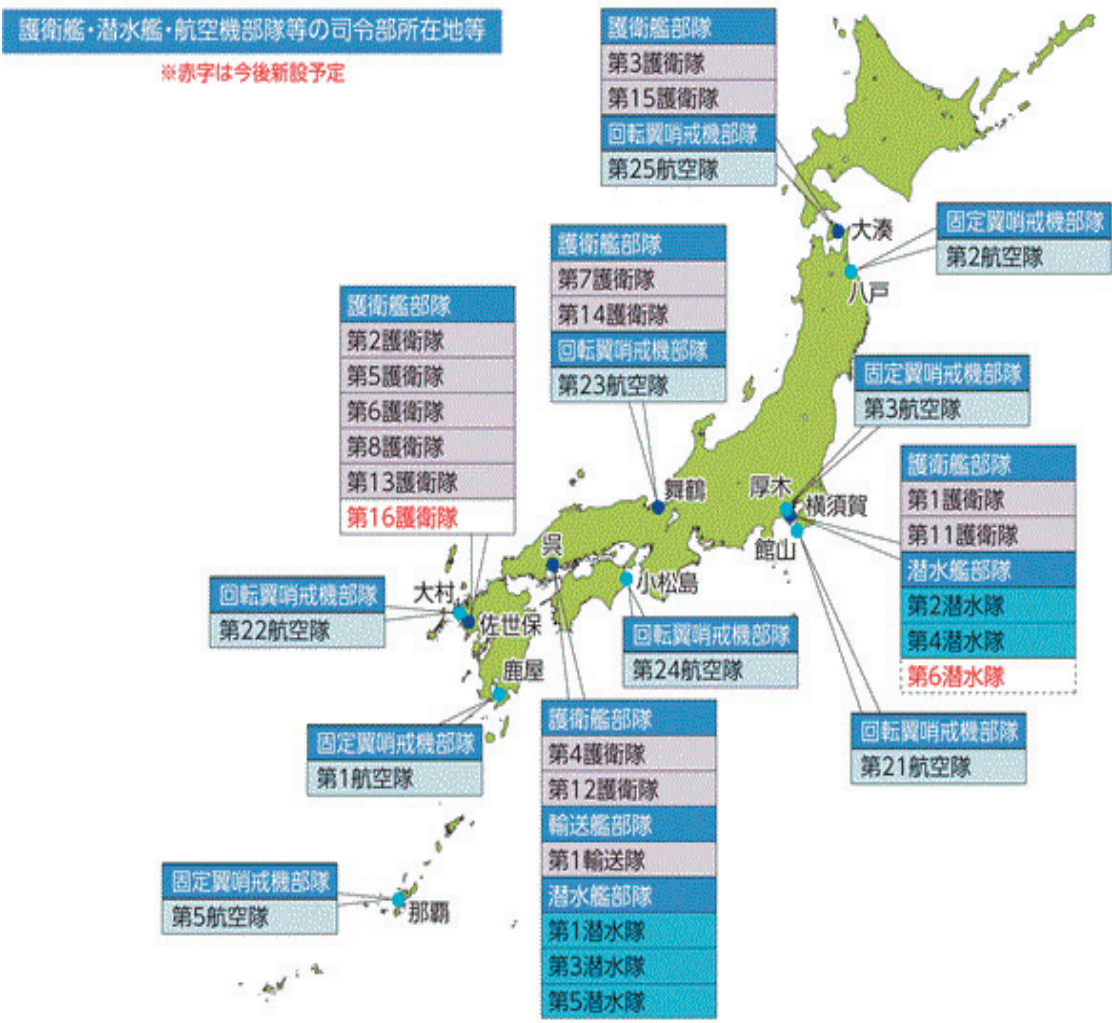 護衛艦・潜水艦・航空機部隊等の司令部所在地等
※赤字は今後新設予定
護衛艦部隊
第3護衛隊
第15護衛隊
回転翼哨戒機部隊
第25航空隊
大湊
固定翼哨戒機部隊
第2航空隊
八戸
護衛艦部隊
第7護衛隊
第14護衛隊
回転翼哨戒機部隊
第23航空隊
舞鶴
護衛艦部隊
第2護衛隊
第5護衛隊
第6護衛隊
第8護衛隊
第13護衛隊
第16護衛隊
固定翼哨戒機部隊
第3航空隊
厚木
横須賀
館山
護衛艦部隊
第1護衛隊
第11護衛隊
潜水艦部隊
第2潜水隊
第4潜水隊
第6潜水隊
呉
小松島
回転翼哨戒機部隊
第22航空隊
大村
佐世保
回転翼哨戒機部隊
第24航空隊
鹿屋
固定翼哨戒機部隊
第1航空隊
回転翼哨戒機部隊
第21航空隊
護衛艦部隊
第4護衛隊
第12護衛隊
輸送艦部隊
第1輸送隊
潜水艦部隊
第1潜水隊
第3潜水隊
第5潜水隊
固定翼哨戒機部隊
第5航空隊
那覇